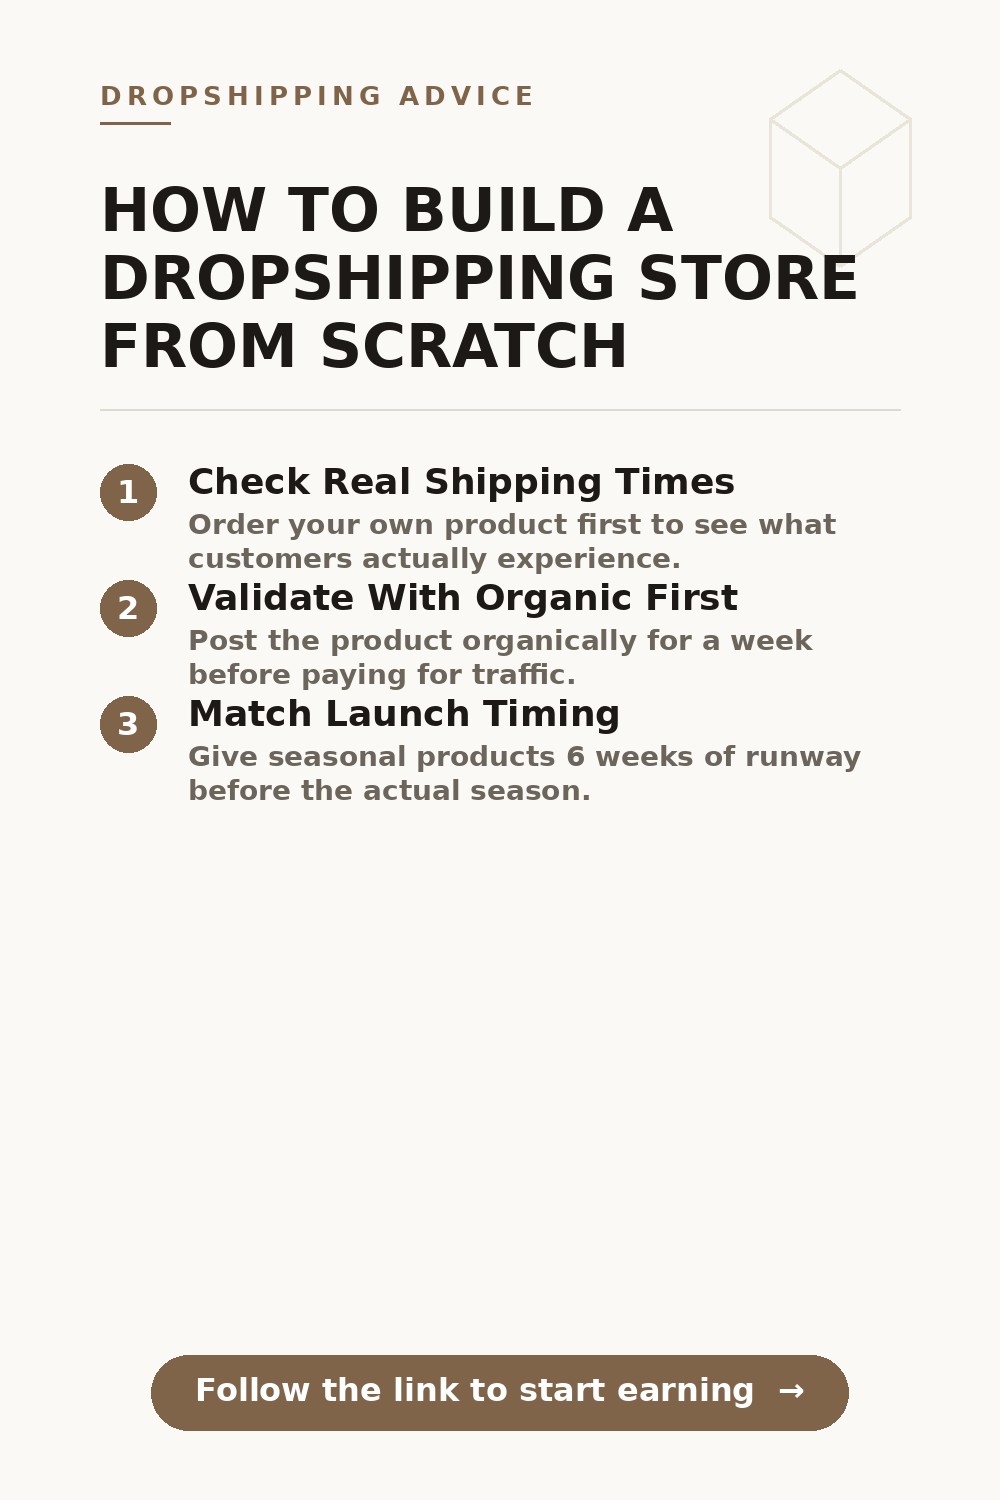 DROPSHIPPING ADVICE
HOW TO BUILD A
DROPSHIPPING STORE
FROM SCRATCH
1 Check Real Shipping Times
Order your own product first to see what
customers actually experience.
2 Validate With Organic First
Post the product organically for a week
before paying for traffic.
3 Match Launch Timing
Give seasonal products 6 weeks of runway
before the actual season.
Follow the link to start earning →